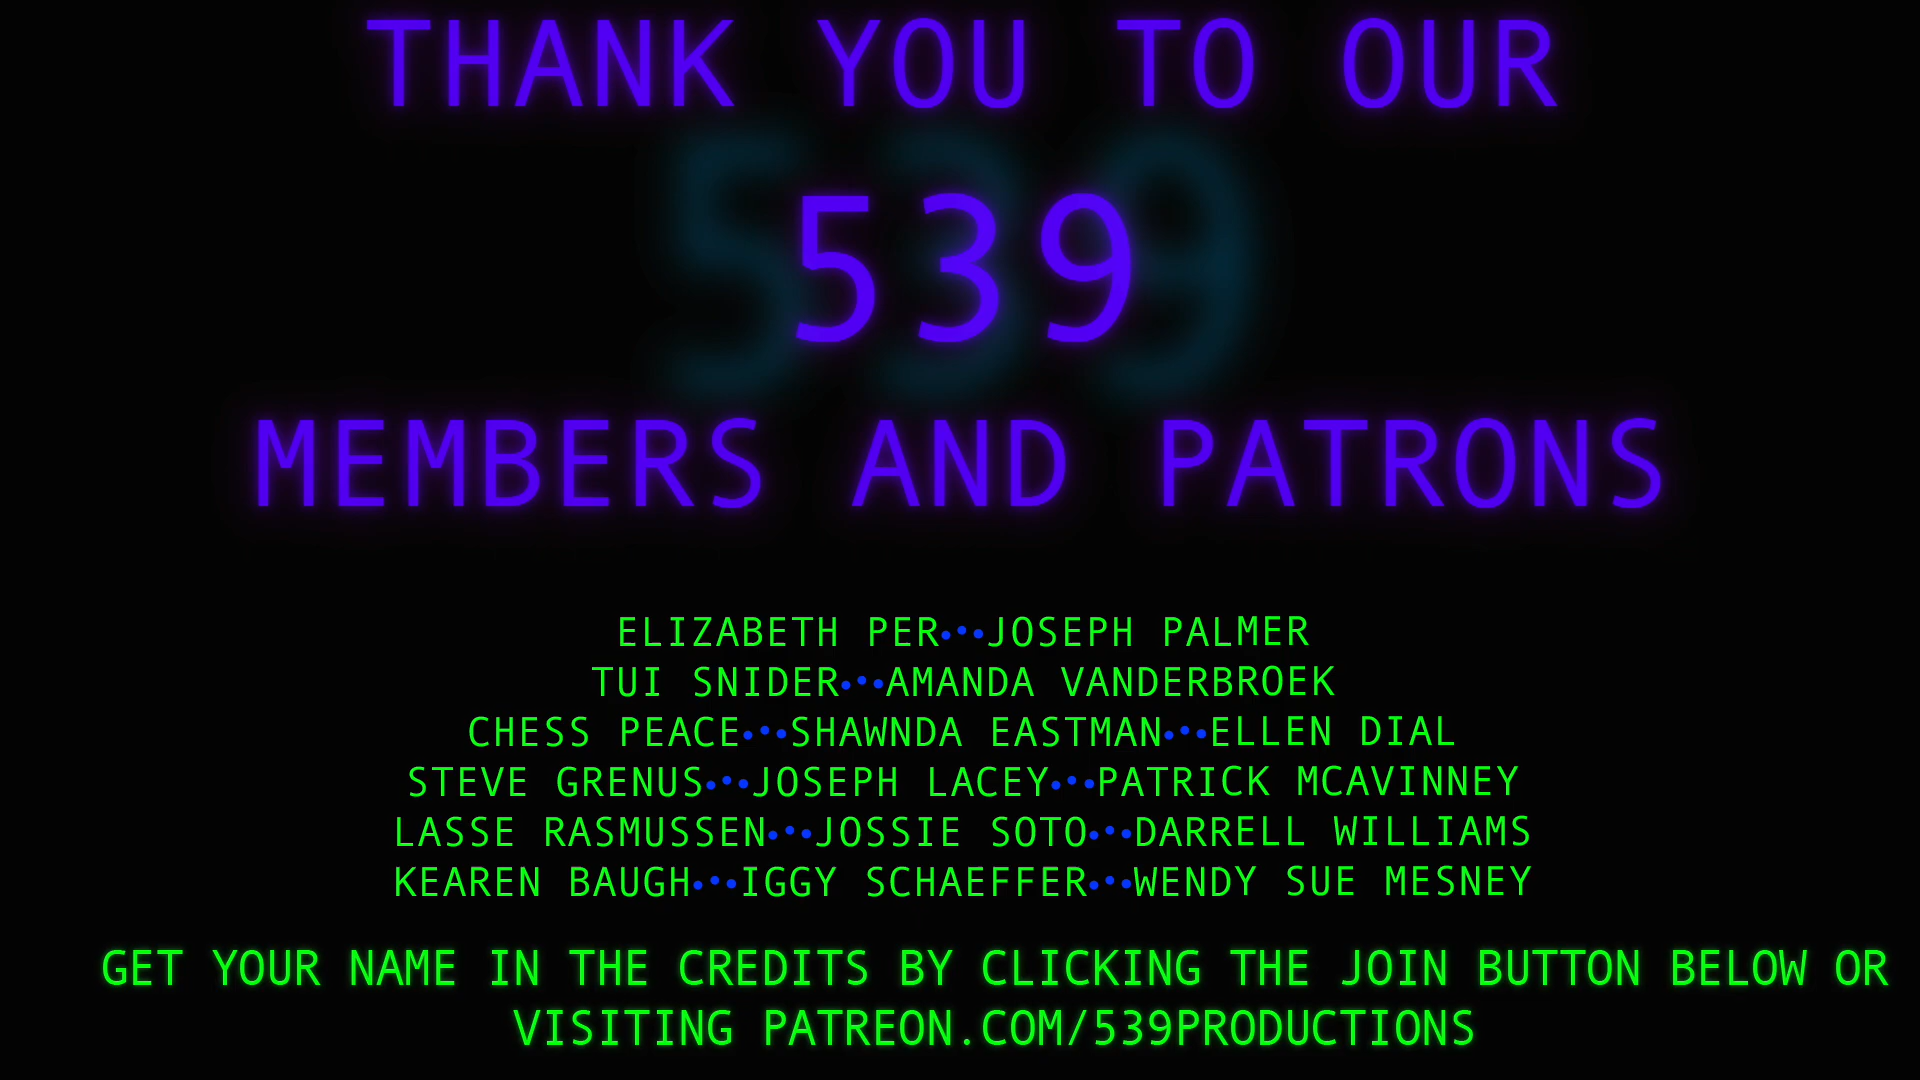 THANK YOU TO OUR
539
MEMBERS AND PATRONS
ELIZABETH PER•••JOSEPH PALMER
TUI SNIDER•••AMANDA VANDERBROEK
CHESS PEACE•••SHAWNDA EASTMAN•••ELLEN DIAL
STEVE GRENUS•••JOSEPH LACEY•••PATRICK MCAVINNEY
LASSE RASMUSSEN•••JOSSIE SOTO•••DARRELL WILLIAMS
KEAREN BAUGH•••IGGY SCHAEFFER•••WENDY SUE MESNEY
GET YOUR NAME IN THE CREDITS BY CLICKING THE JOIN BUTTON BELOW OR
VISITING PATREON.COM/539PRODUCTIONS